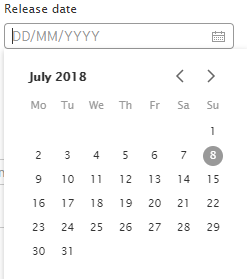 Release date
DD/MM/YYYY
July 2018
Mo Tu We Th Fr Sa Su
1
2 3 4 5 6 7 8
9 10 11 12 13 14 15
16 17 18 19 20 21 22
23 24 25 26 27 28 29
30 31